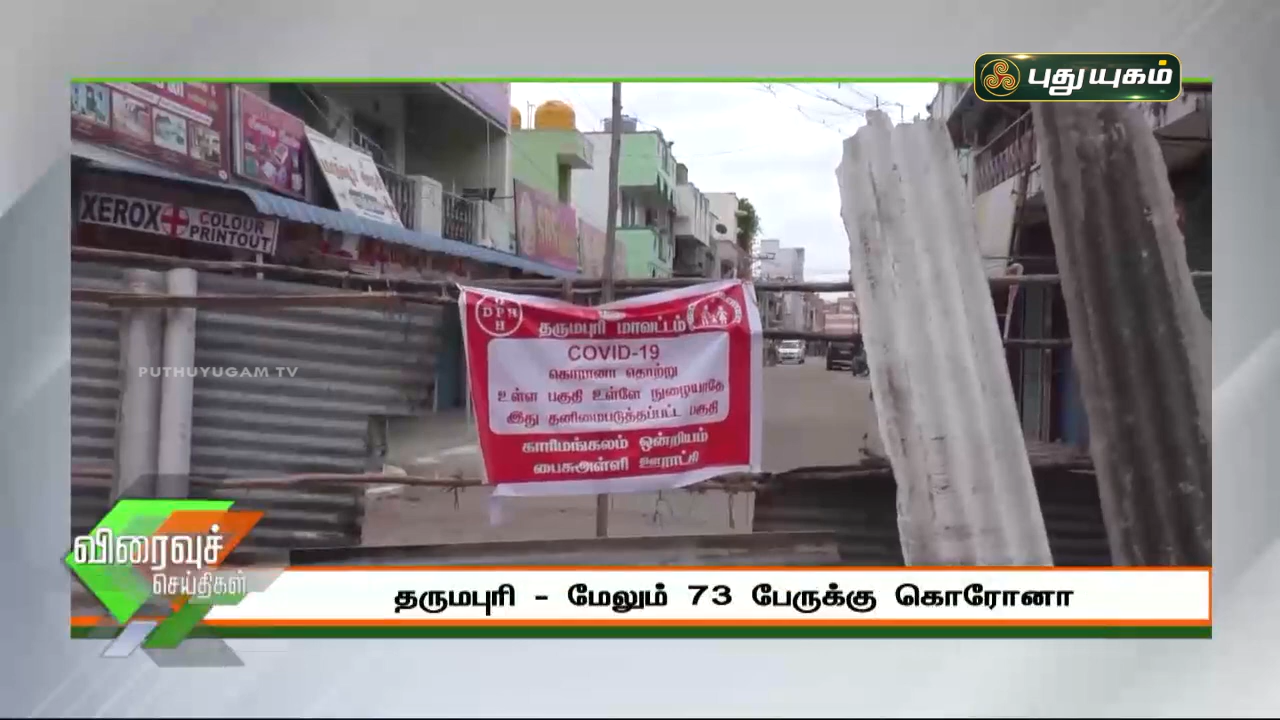 புதுயுகம்
XEROX COLOUR
PRINTOUT
DPH
H
தருமபுரி மாவட்டம்
COVID-19
கொரானா தொற்று
உள்ள பகுதி உள்ளே நுழையாதே
இது தனிமைபடுத்தப்பட்ட பகுதி
காரிமங்கலம் ஒன்றியம்
பைசுஅள்ளி ஊராட்சி
PUTHUYUGAM TV
விரைவுச்
செய்திகள்
தருமபுரி - மேலும் 73 பேருக்கு கொரோனா